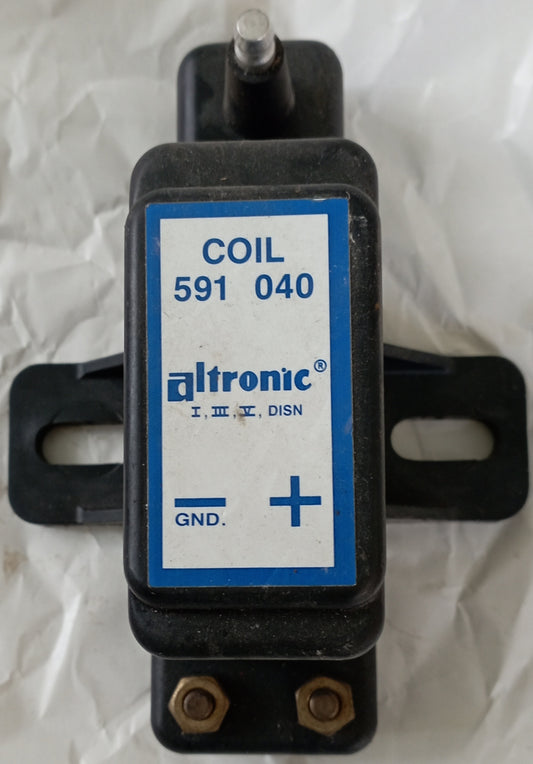 COIL
591 040
altronic®
I, III, V, DISN
— +
GND.